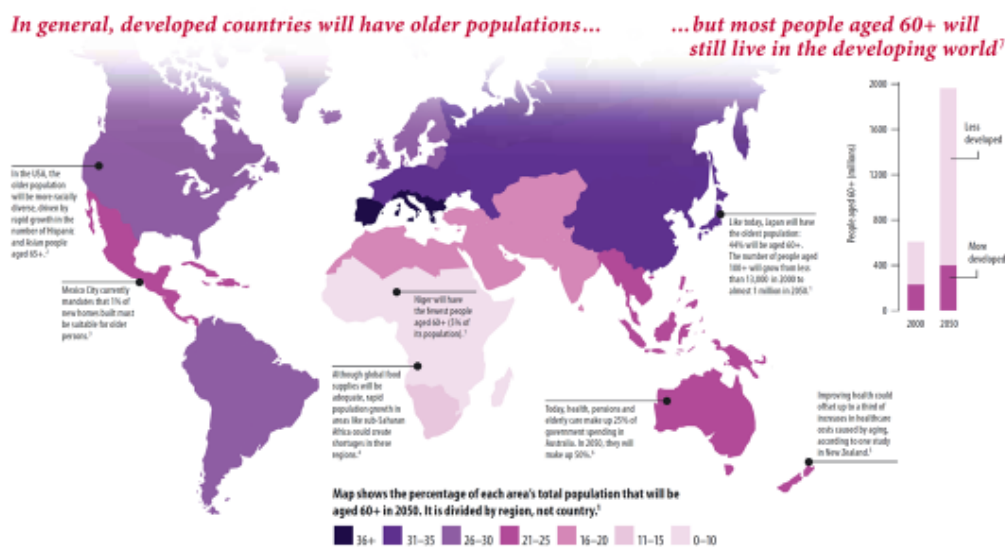 In general, developed countries will have older populations…
…but most people aged 60+ will
still live in the developing world⁷
In the USA, the
older population
will be more racially
diverse, driven by
rapid growth in the
number of Hispanic
and Asian people
aged 65+.²
Mexico City currently
mandates that 1% of
new homes built must
be suitable for older
persons.³
Niger will have
the fewest people
aged 60+ (5% of
its population).¹
Although global food
supplies will be
adequate, rapid
population growth in
areas like sub-Saharan
Africa could create
shortages in these
regions.⁴
Like today, Japan will have
the oldest population:
44% will be aged 60+.
The number of people aged
100+ will grow from less
than 13,000 in 2000 to
almost 1 million in 2050.⁵
Today, health, pensions and
elderly care make up 25% of
government spending in
Australia. In 2050, they will
make up 50%.⁶
Improving health could
offset up to a third of
increases in healthcare
costs caused by aging,
according to one study
in New Zealand.⁵
People aged 60+ (millions)
2000
1600
1200
800
400
0
2000
2050
Less
developed
More
developed
Map shows the percentage of each area's total population that will be
aged 60+ in 2050. It is divided by region, not country.⁵
36+ 31–35 26–30 21–25 16–20 11–15 0–10